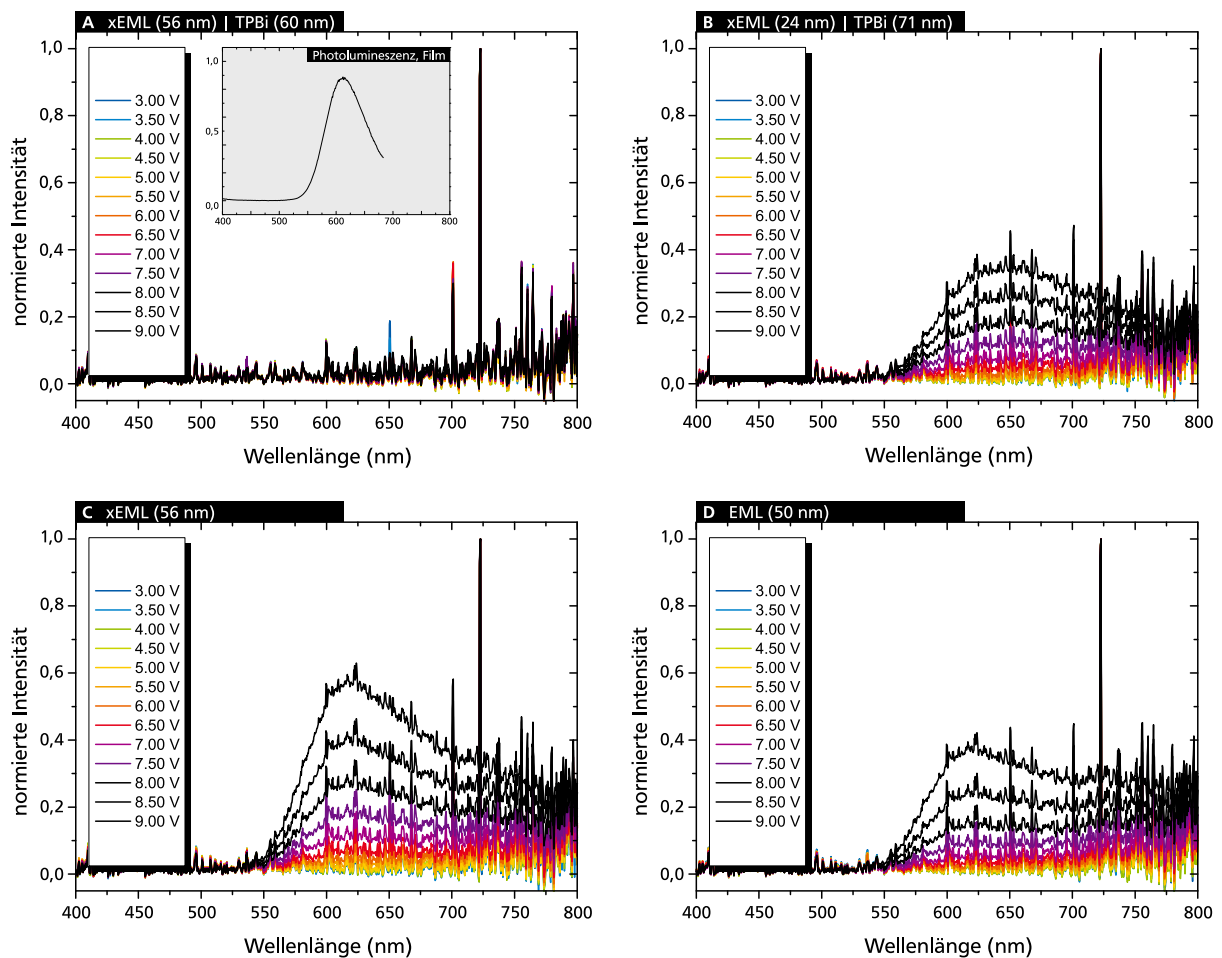 A xEML (56 nm) | TPBi (60 nm)
normierte Intensität
1,0
0,8
0,6
0,4
0,2
0,0
3.00 V
3.50 V
4.00 V
4.50 V
5.00 V
5.50 V
6.00 V
6.50 V
7.00 V
7.50 V
8.00 V
8.50 V
9.00 V
Photolumineszenz, Film
1,0
0,5
0,0
400 500 600 700 800
400 450 500 550 600 650 700 750 800
Wellenlänge (nm)
B xEML (24 nm) | TPBi (71 nm)
normierte Intensität
1,0
0,8
0,6
0,4
0,2
0,0
3.00 V
3.50 V
4.00 V
4.50 V
5.00 V
5.50 V
6.00 V
6.50 V
7.00 V
7.50 V
8.00 V
8.50 V
9.00 V
400 450 500 550 600 650 700 750 800
Wellenlänge (nm)
C xEML (56 nm)
normierte Intensität
1,0
0,8
0,6
0,4
0,2
0,0
3.00 V
3.50 V
4.00 V
4.50 V
5.00 V
5.50 V
6.00 V
6.50 V
7.00 V
7.50 V
8.00 V
8.50 V
9.00 V
400 450 500 550 600 650 700 750 800
Wellenlänge (nm)
D EML (50 nm)
normierte Intensität
1,0
0,8
0,6
0,4
0,2
0,0
3.00 V
3.50 V
4.00 V
4.50 V
5.00 V
5.50 V
6.00 V
6.50 V
7.00 V
7.50 V
8.00 V
8.50 V
9.00 V
400 450 500 550 600 650 700 750 800
Wellenlänge (nm)